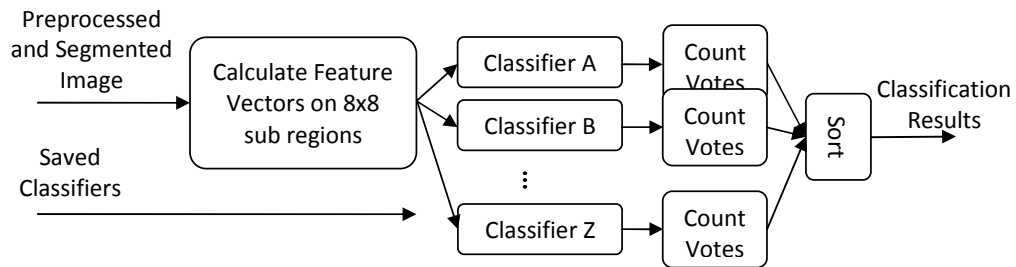 Preprocessed
and Segmented
Image
Calculate Feature
Vectors on 8x8
sub regions
Saved
Classifiers
Classifier A
Classifier B
...
Classifier Z
Count
Votes
Count
Votes
Count
Votes
Sort
Classification
Results